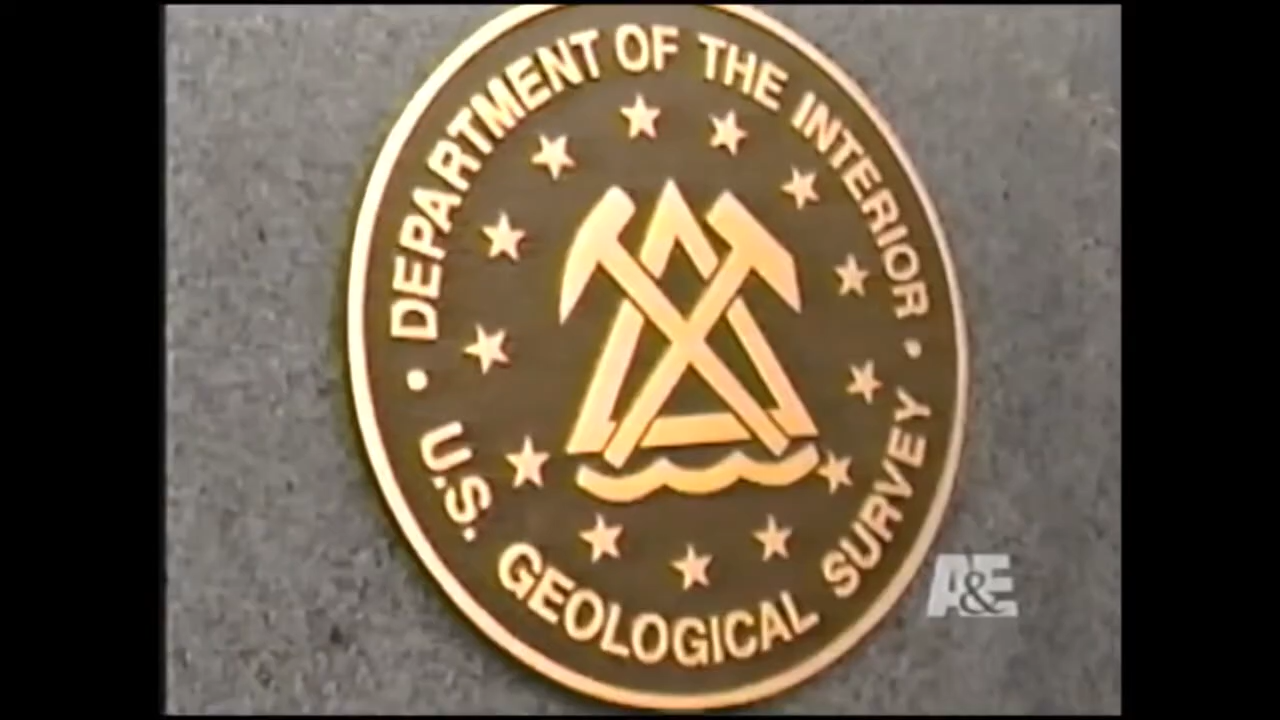 DEPARTMENT OF THE INTERIOR
U.S. GEOLOGICAL SURVEY
A&E